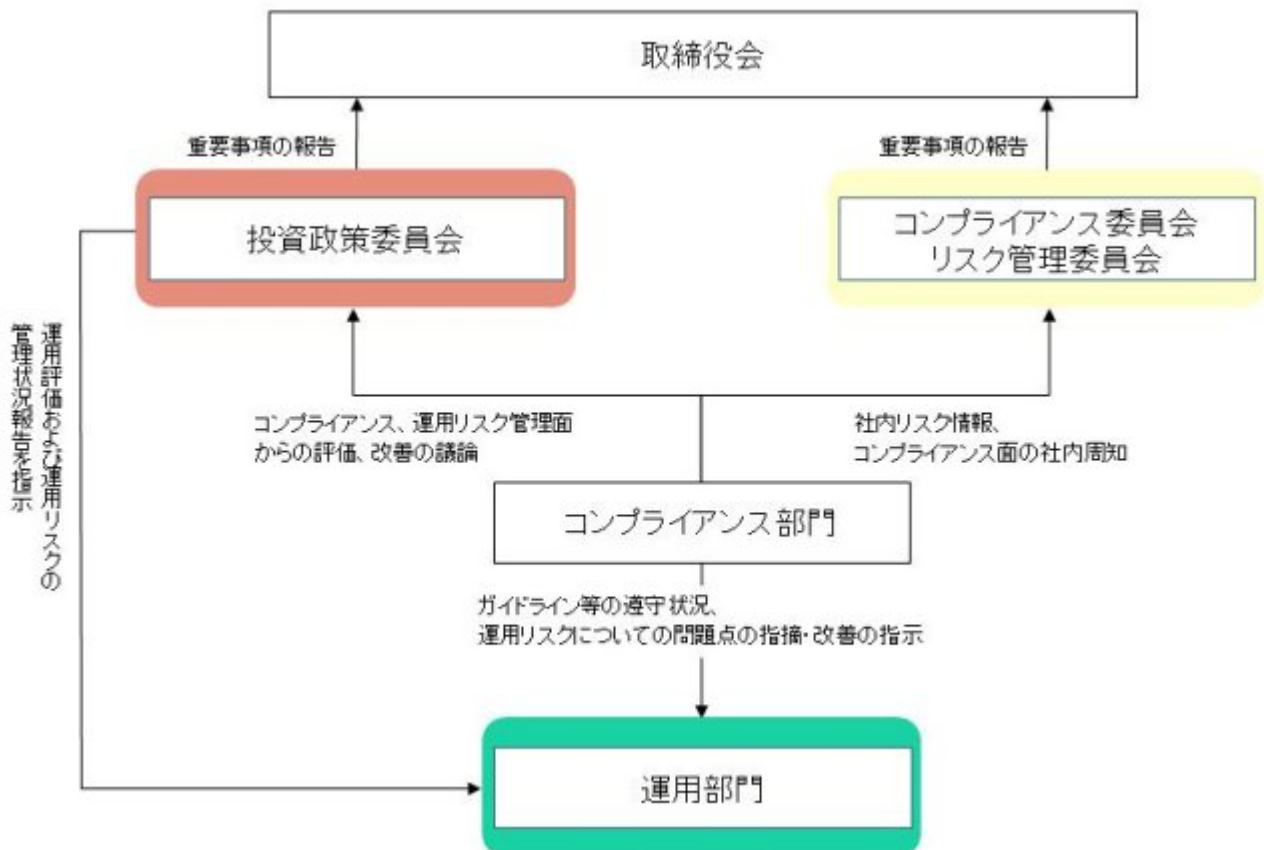 取締役会
重要事項の報告
重要事項の報告
投資政策委員会
コンプライアンス委員会
リスク管理委員会
運用評価および運用リスクの
管理状況報告を指示
コンプライアンス、運用リスク管理面
からの評価、改善の議論
社内リスク情報、
コンプライアンス面の社内周知
コンプライアンス部門
ガイドライン等の遵守状況、
運用リスクについての問題点の指摘・改善の指示
運用部門